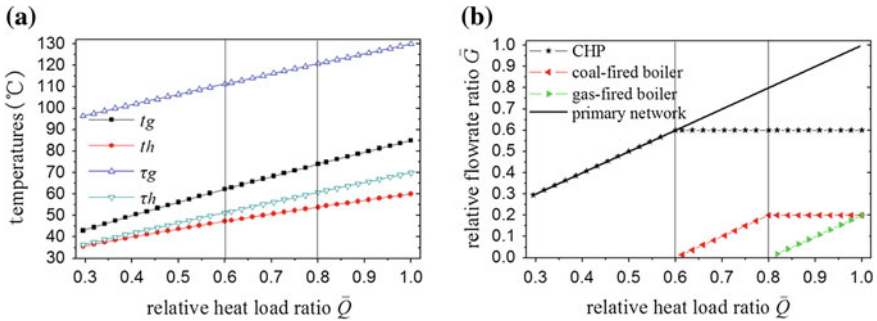 (a)
temperatures(℃)
130
120
110
100
90
80
70
60
50
40
30
tg
th
τg
τh
0.3 0.4 0.5 0.6 0.7 0.8 0.9 1.0
relative heat load ratio Q̄
(b)
relative flowrate ratio Ḡ
1.0
0.9
0.8
0.7
0.6
0.5
0.4
0.3
0.2
0.1
0.0
CHP
coal-fired boiler
gas-fired boiler
primary network
0.3 0.4 0.5 0.6 0.7 0.8 0.9 1.0
relative heat load ratio Q̄